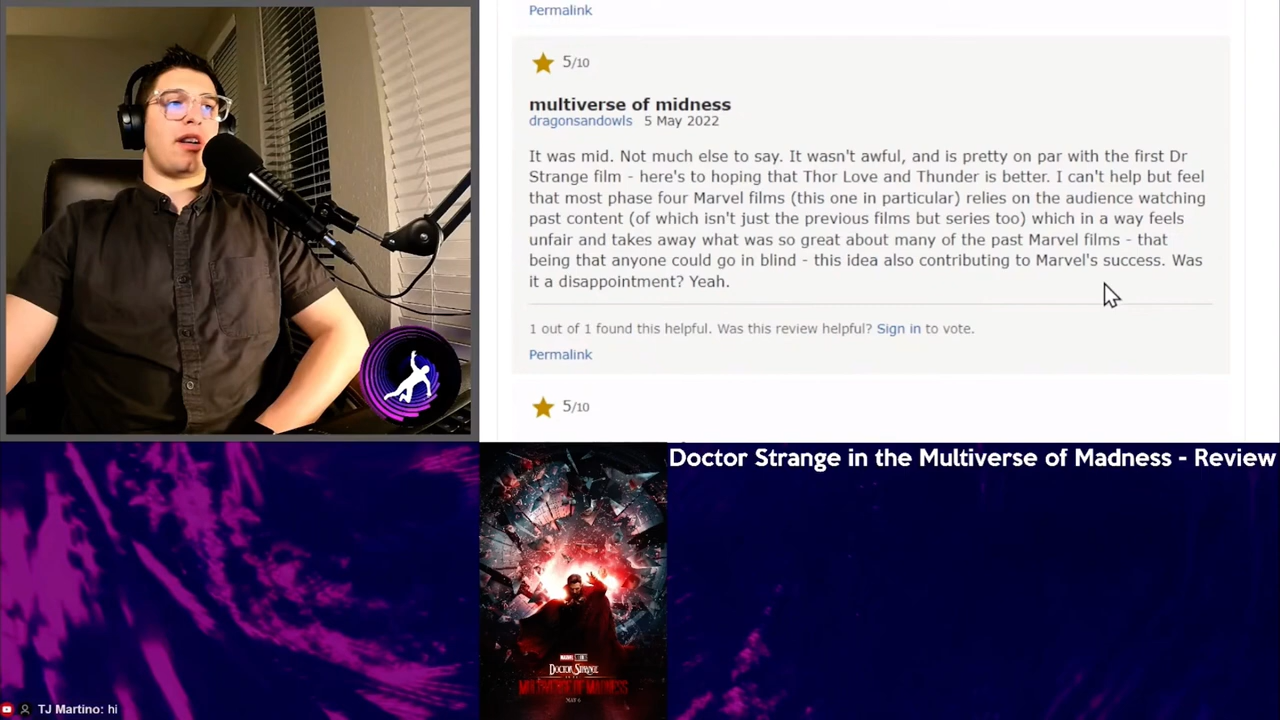 Permalink
5/10
multiverse of midness
dragonsandowls 5 May 2022
It was mid. Not much else to say. It wasn't awful, and is pretty on par with the first Dr
Strange film - here's to hoping that Thor Love and Thunder is better. I can't help but feel
that most phase four Marvel films (this one in particular) relies on the audience watching
past content (of which isn't just the previous films but series too) which in a way feels
unfair and takes away what was so great about many of the past Marvel films - that
being that anyone could go in blind - this idea also contributing to Marvel's success. Was
it a disappointment? Yeah.
1 out of 1 found this helpful. Was this review helpful? Sign in to vote.
Permalink
5/10
Doctor Strange in the Multiverse of Madness - Review
MARVEL
DOCTOR STRANGE
MULTIVERSE OF MADNESS
MAY 6
TJ Martino: hi